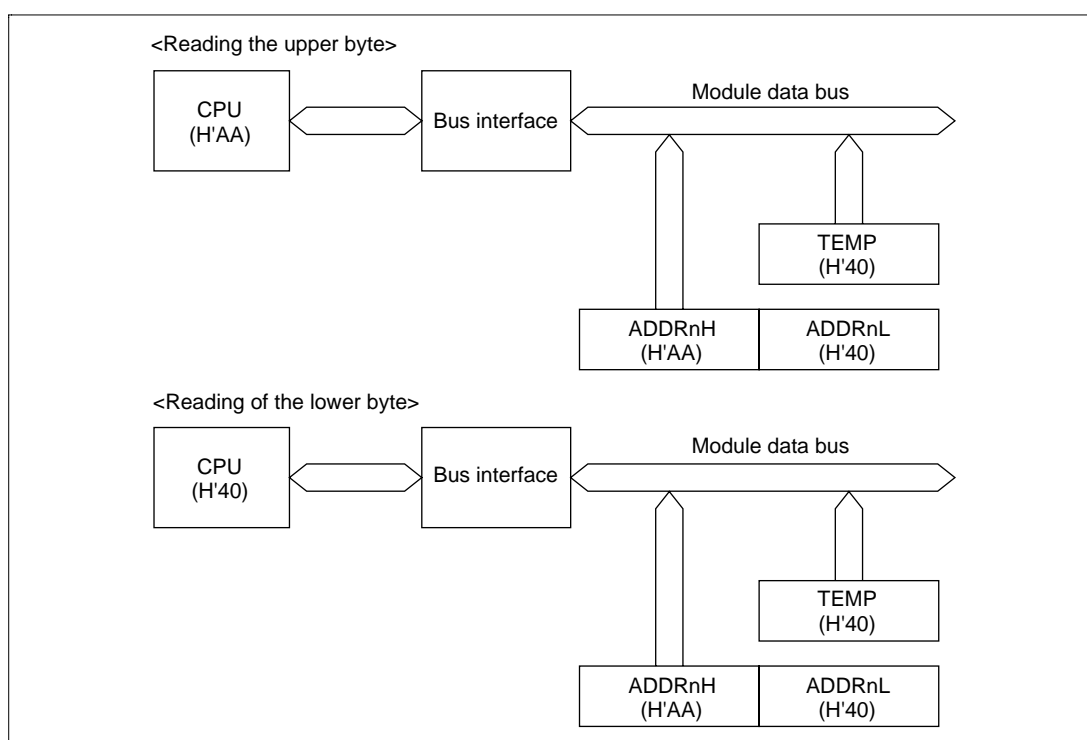 <Reading the upper byte>
CPU
(H'AA)
Bus interface
Module data bus
TEMP
(H'40)
ADDRnH
(H'AA)
ADDRnL
(H'40)
<Reading of the lower byte>
CPU
(H'40)
Bus interface
Module data bus
TEMP
(H'40)
ADDRnH
(H'AA)
ADDRnL
(H'40)